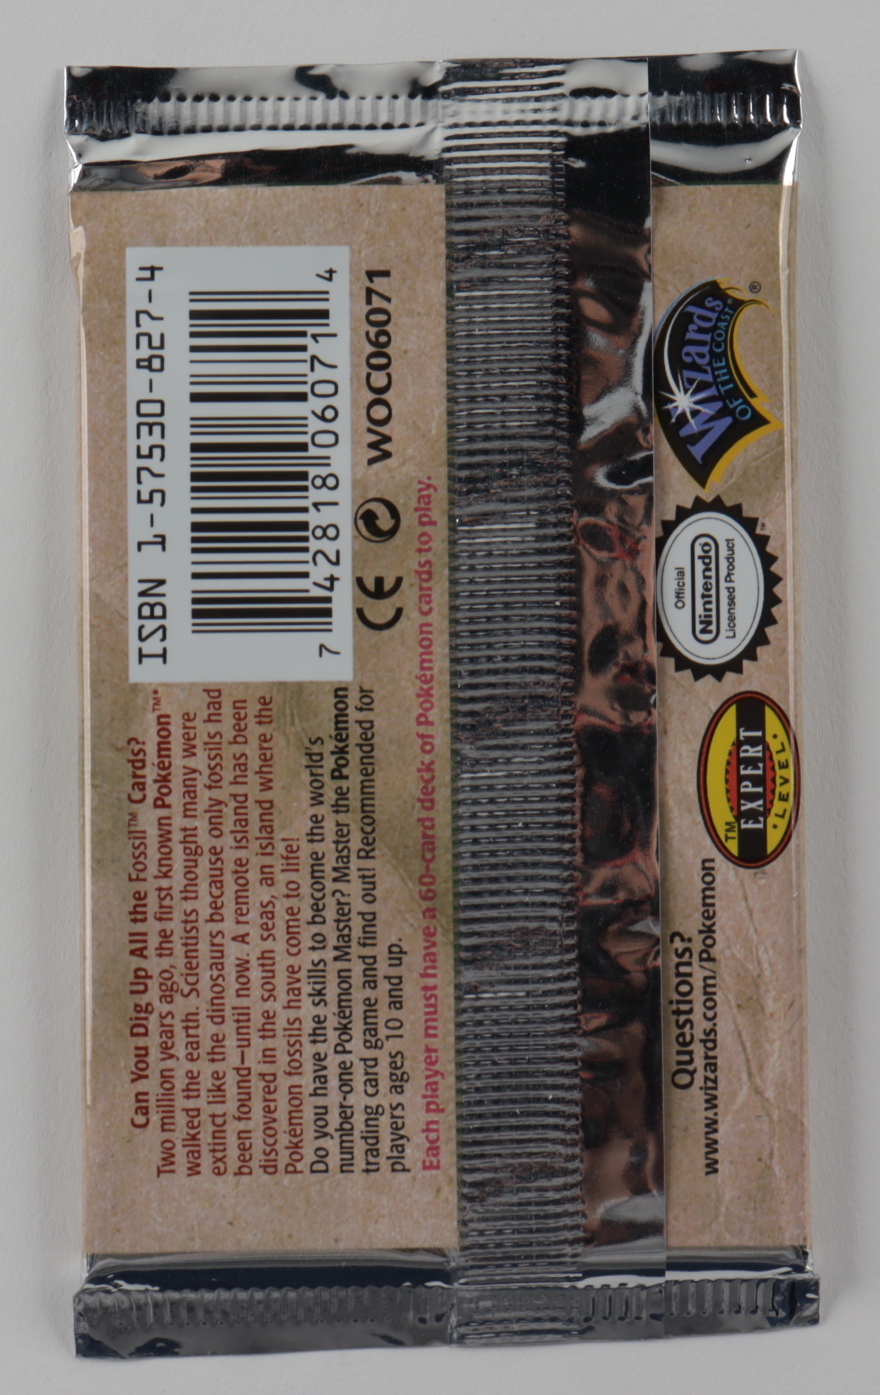 Can You Dig Up All the Fossil™ Cards?
Two million years ago, the first known Pokémon™
walked the earth. Scientists thought many were
extinct like the dinosaurs because only fossils had
been found—until now. A remote island has been
discovered in the south seas, an island where the
Pokémon fossils have come to life!
Do you have the skills to become the world's
number-one Pokémon Master? Master the Pokémon
trading card game and find out! Recommended for
players ages 10 and up.
Each player must have a 60-card deck of Pokémon cards to play.
ISBN 1-57530-827-4
7 42818 06071 4
CE
WOC06071
Questions?
www.wizards.com/Pokemon
TM
EXPERT
LEVEL
Official
Nintendo
Licensed Product
™
Wizards
OF THE COAST
®